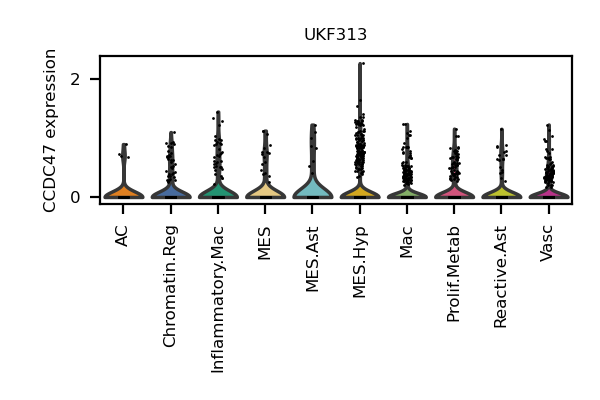 UKF313
CCDC47 expression
2
0
AC
Chromatin.Reg
Inflammatory.Mac
MES
MES.Ast
MES.Hyp
Mac
Prolif.Metab
Reactive.Ast
Vasc